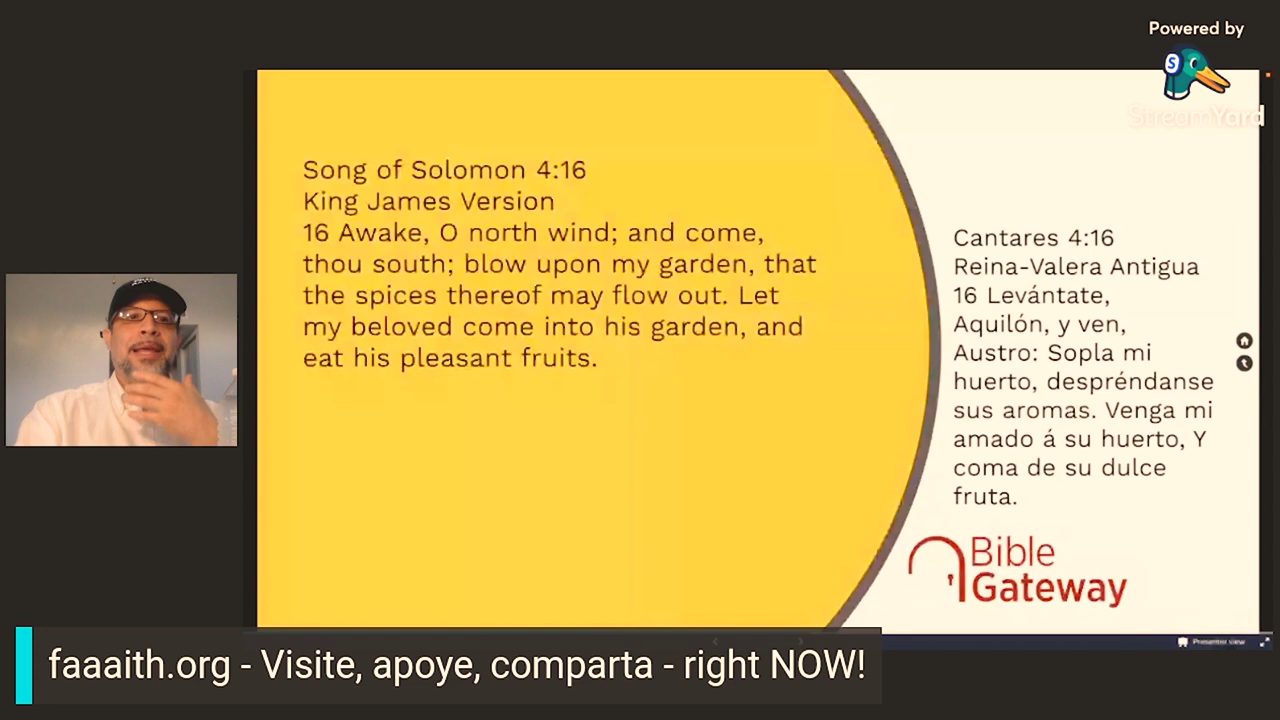 Powered by
StreamYard
Song of Solomon 4:16
King James Version
16 Awake, O north wind; and come,
thou south; blow upon my garden, that
the spices thereof may flow out. Let
my beloved come into his garden, and
eat his pleasant fruits.
Cantares 4:16
Reina-Valera Antigua
16 Levántate,
Aquilón, y ven,
Austro: Sopla mi
huerto, despréndanse
sus aromas. Venga mi
amado á su huerto, Y
coma de su dulce
fruta.
Bible
Gateway
Presenter view
faaaith.org - Visite, apoye, comparta - right NOW!